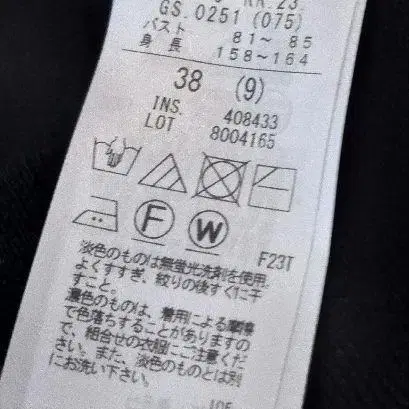 GS.0251 (075)
バスト 81~ 85
身 長 158~164
38 (9)
INS. 408433
LOT 8004165
F
W
F23T
淡色のものは無蛍光洗剤を使用。
よくすすぎ、絞りの後すぐに干
すこと。
濃色のものは、着用による摩擦
で色落ちすることがありますの
で、組合せの衣服にご注意くだ
さい。また、淡色のものとは別
にお洗い下さい。